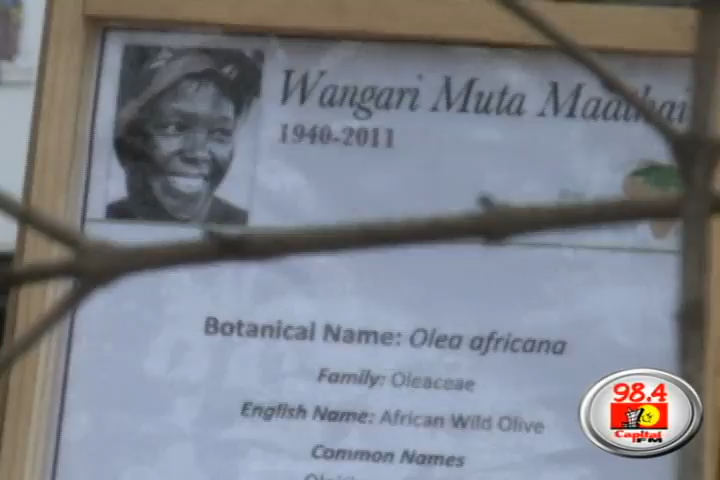 Wangari Muta Maathai
1940-2011
Botanical Name: Olea africana
Family: Oleaceae
English Name: African Wild Olive
Common Names
98.4
Capital
FM